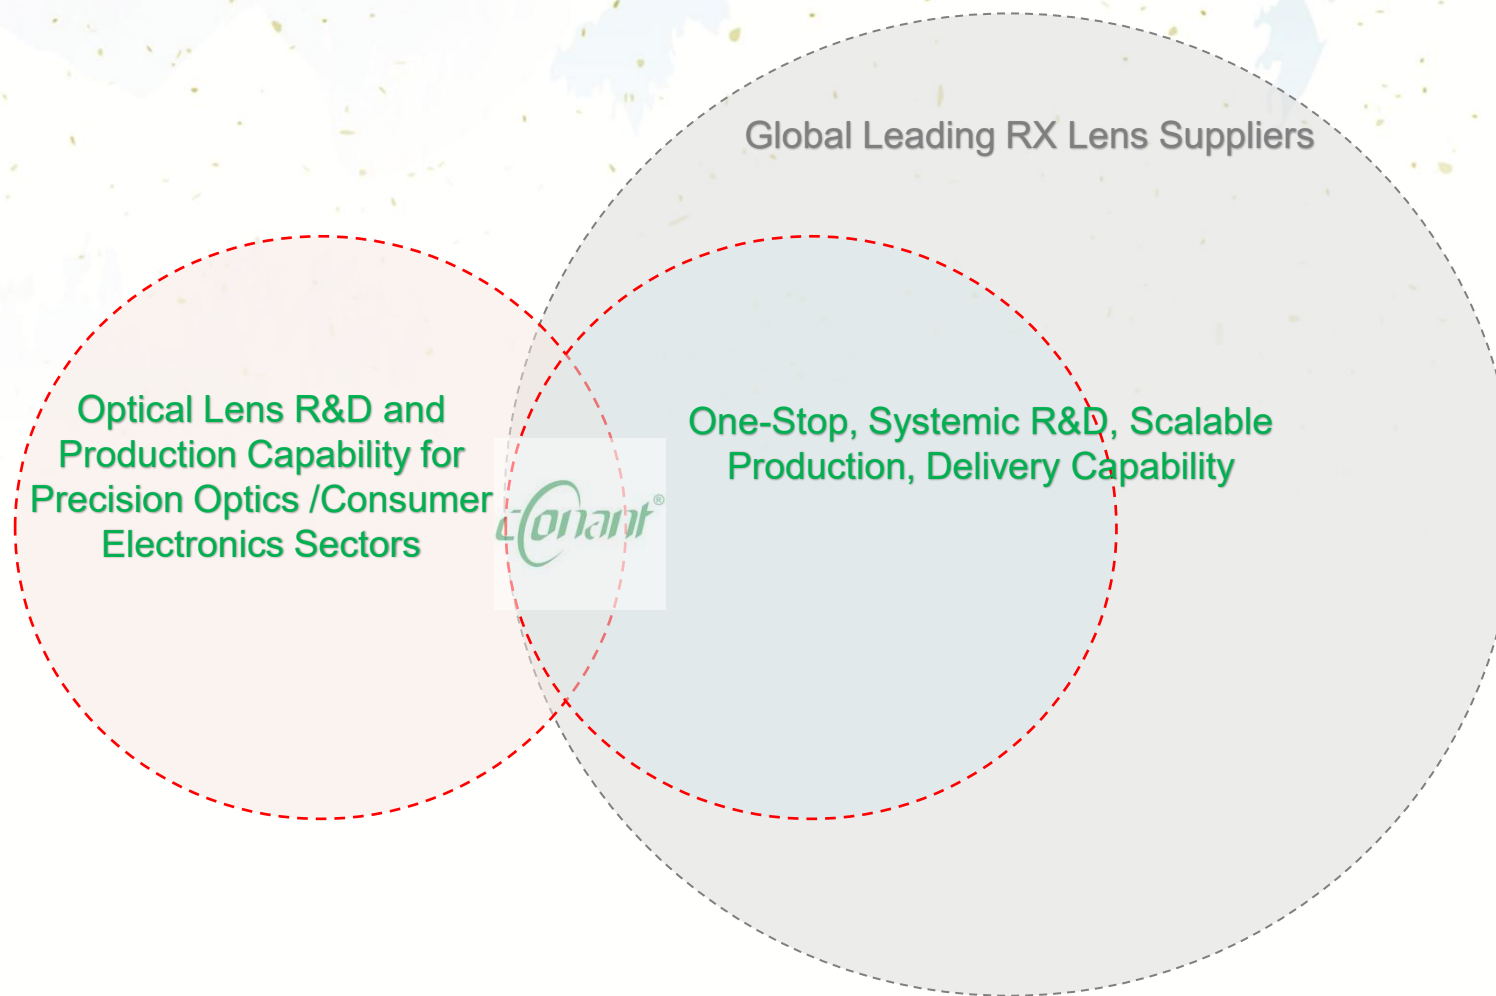 Global Leading RX Lens Suppliers
Optical Lens R&D and
Production Capability for
Precision Optics /Consumer
Electronics Sectors
One-Stop, Systemic R&D, Scalable
Production, Delivery Capability
Conant®